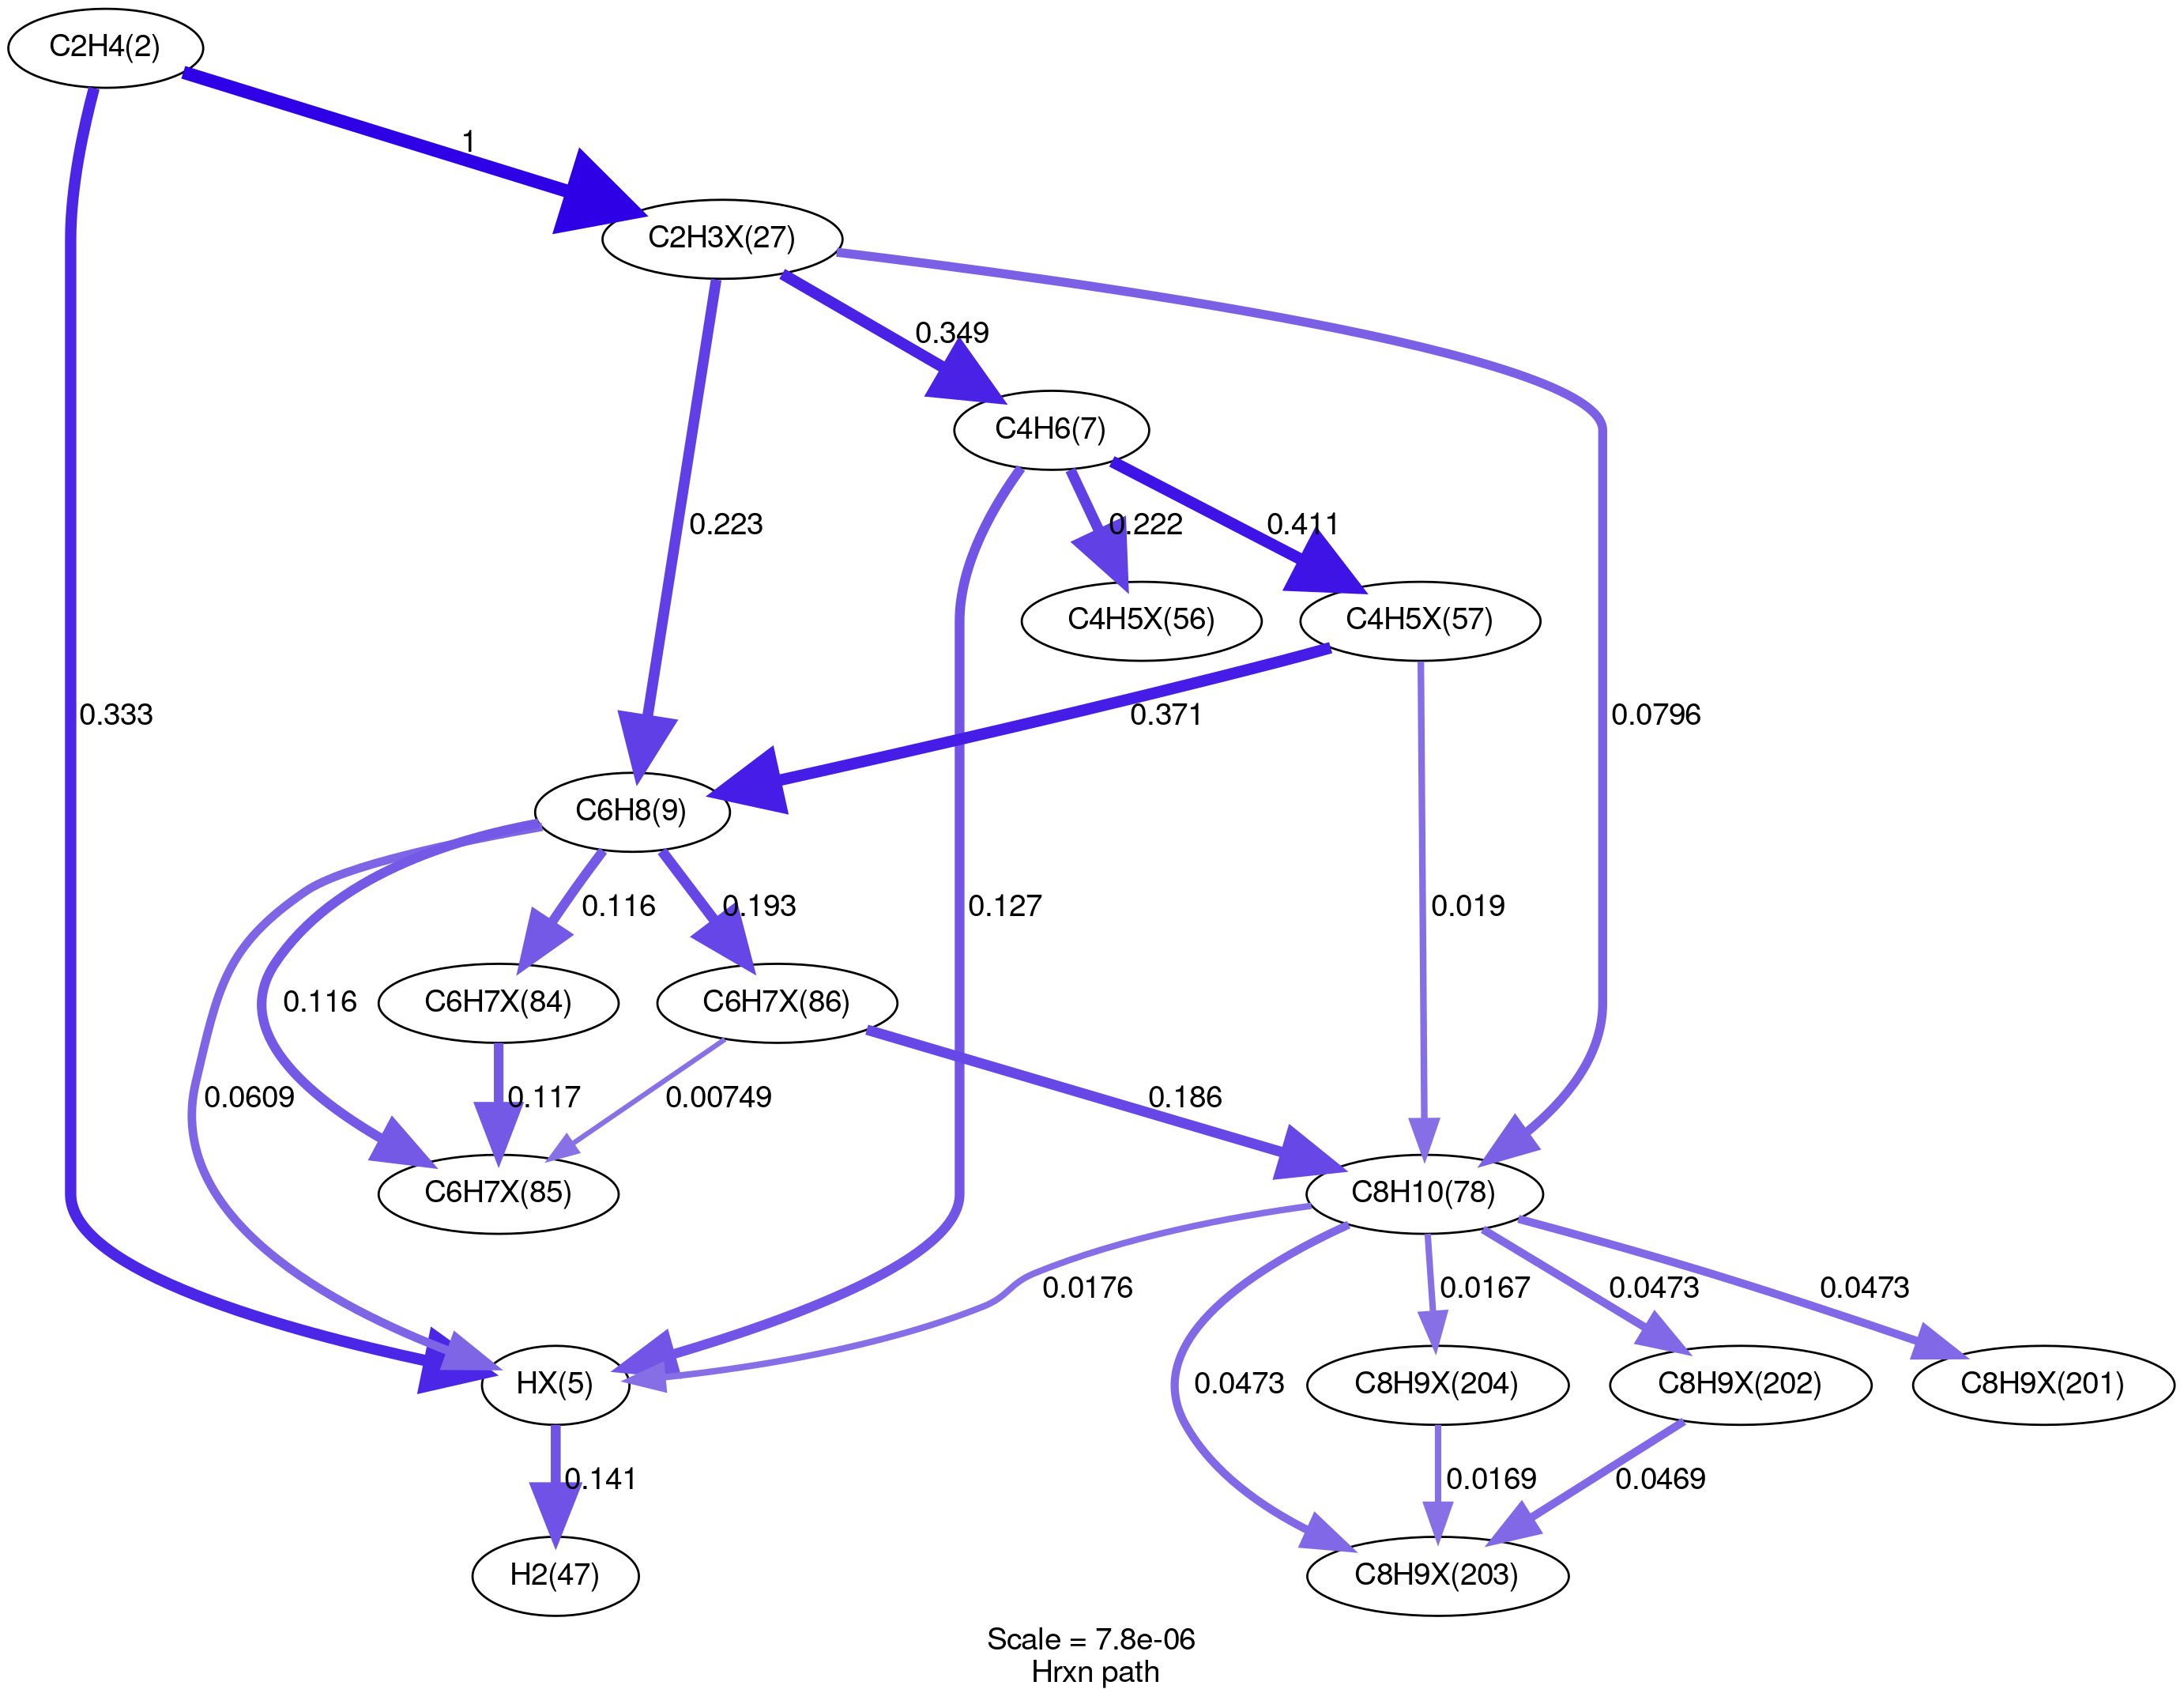 C2H4(2)
1
C2H3X(27)
0.349
C4H6(7)
0.223
0.222
0.411
C4H5X(56)
C4H5X(57)
0.333
0.371
0.0796
C6H8(9)
0.116
0.193
0.127
0.019
0.116
C6H7X(84)
C6H7X(86)
0.0609
0.117
0.00749
0.186
C6H7X(85)
C8H10(78)
0.0176
0.0167
0.0473
0.0473
0.0473
HX(5)
C8H9X(204)
C8H9X(202)
C8H9X(201)
0.141
0.0169
0.0469
H2(47)
C8H9X(203)
Scale = 7.8e-06
Hrxn path